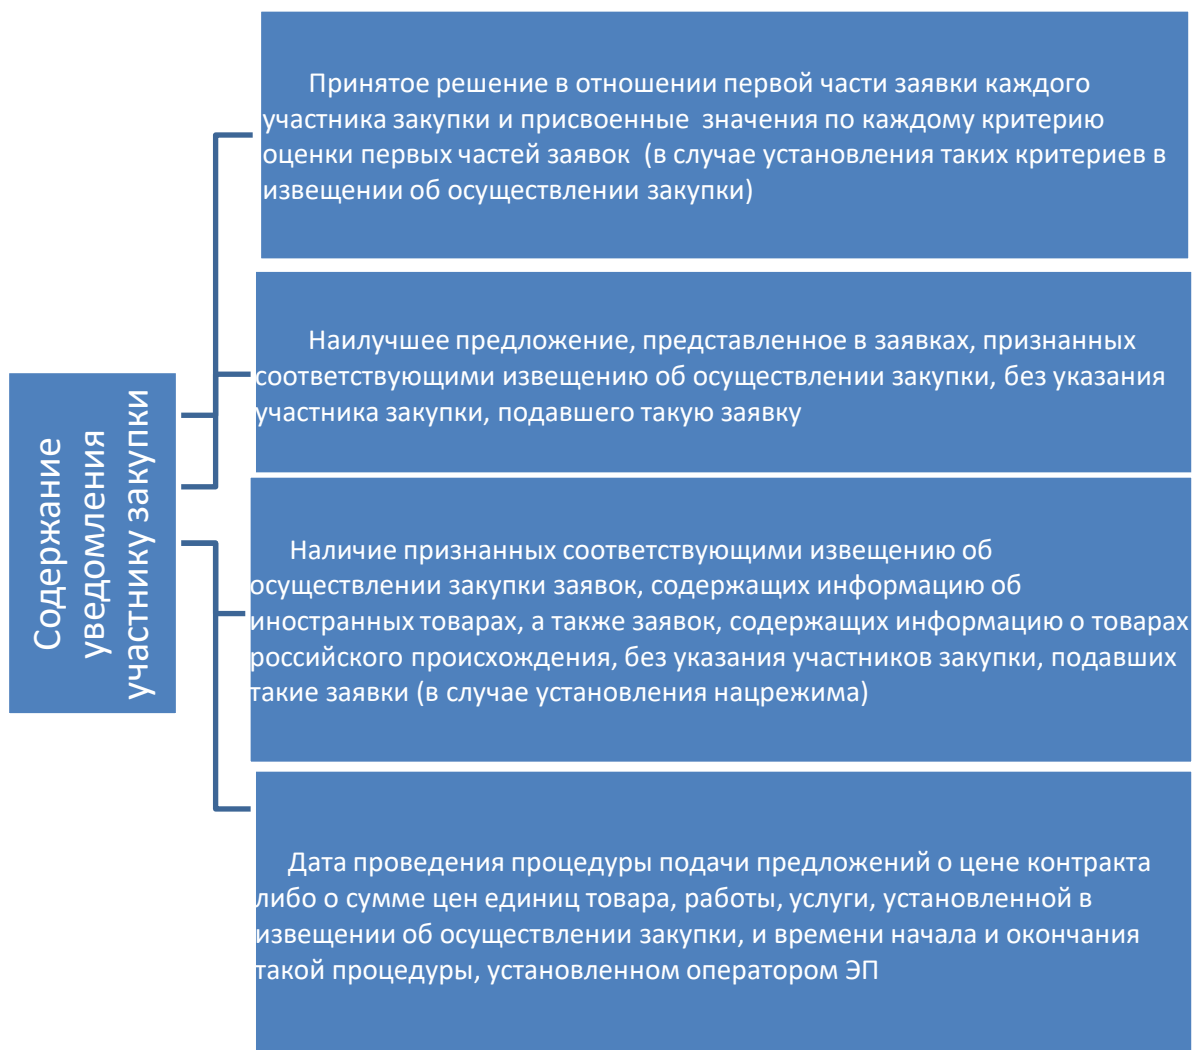 Содержание
уведомления
участнику закупки
Принятое решение в отношении первой части заявки каждого
участника закупки и присвоенные значения по каждому критерию
оценки первых частей заявок (в случае установления таких критериев в
извещении об осуществлении закупки)
Наилучшее предложение, представленное в заявках, признанных
соответствующими извещению об осуществлении закупки, без указания
участника закупки, подавшего такую заявку
Наличие признанных соответствующими извещению об
осуществлении закупки заявок, содержащих информацию об
иностранных товарах, а также заявок, содержащих информацию о товарах
российского происхождения, без указания участников закупки, подавших
такие заявки (в случае установления нацрежима)
Дата проведения процедуры подачи предложений о цене контракта
либо о сумме цен единиц товара, работы, услуги, установленной в
извещении об осуществлении закупки, и времени начала и окончания
такой процедуры, установленном оператором ЭП